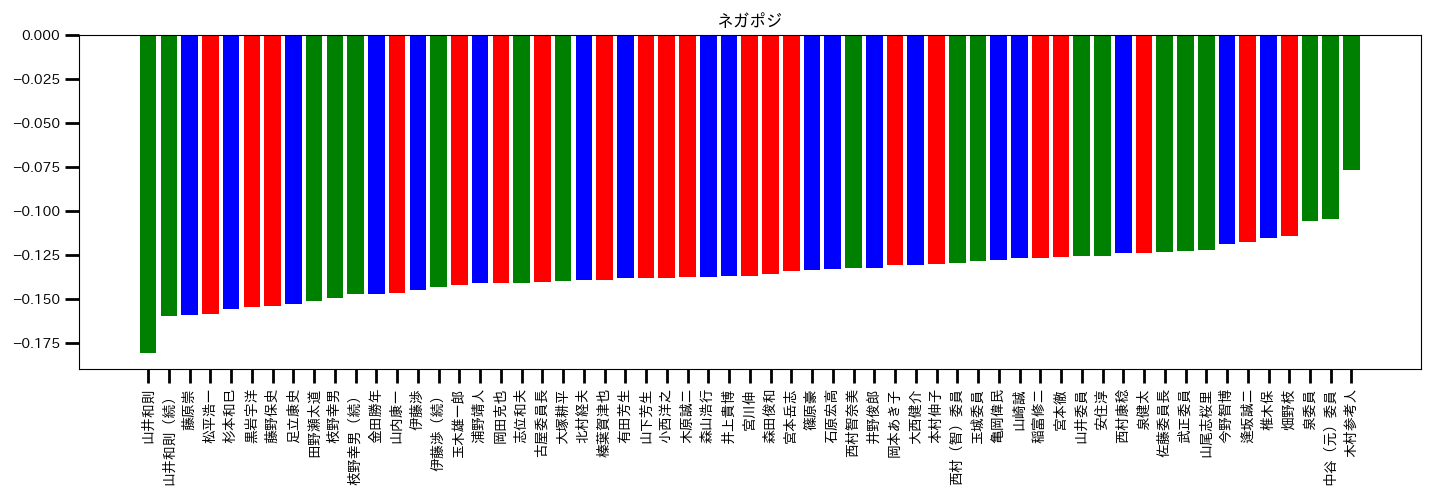 ネガポジ
0.000
−0.025
−0.050
−0.075
−0.100
−0.125
−0.150
−0.175
山井和則
山井和則（続）
藤原崇
松平浩一
杉本和巳
黒岩宇洋
藤野保史
足立康史
田野瀬太道
枝野幸男
枝野幸男（続）
金田勝年
山内康一
伊藤渉
伊藤渉（続）
玉木雄一郎
浦野靖人
岡田克也
志位和夫
古屋委員長
大塚耕平
北村経夫
榛葉賀津也
有田芳生
山下芳生
小西洋之
木原誠二
森山浩行
井上貴博
宮川伸
森田俊和
宮本岳志
篠原豪
石原宏高
西村智奈美
井野俊郎
岡本あき子
大西健介
本村伸子
西村（智）委員
玉城委員
亀岡偉民
山崎誠
稲富修二
宮本徹
山井委員
安住淳
西村康稔
泉健太
佐藤委員長
武正委員
山尾志桜里
今野智博
逢坂誠二
椎木保
畑野枝
泉委員
中谷（元）委員
木村参考人